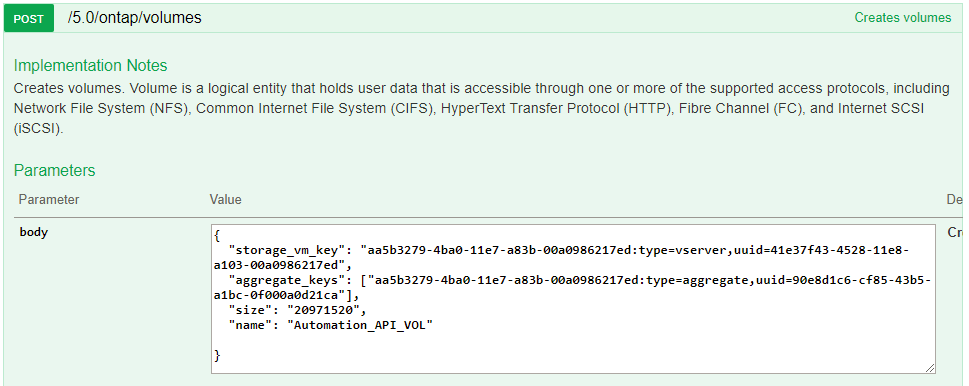 POST /5.0/ontap/volumes Creates volumes
Implementation Notes
Creates volumes. Volume is a logical entity that holds user data that is accessible through one or more of the supported access protocols, including
Network File System (NFS), Common Internet File System (CIFS), HyperText Transfer Protocol (HTTP), Fibre Channel (FC), and Internet SCSI
(iSCSI).
Parameters
Parameter Value De
body Cr
{
"storage_vm_key": "aa5b3279-4ba0-11e7-a83b-00a0986217ed:type=vserver,uuid=41e37f43-4528-11e8-
a103-00a0986217ed",
"aggregate_keys": ["aa5b3279-4ba0-11e7-a83b-00a0986217ed:type=aggregate,uuid=90e8d1c6-cf85-43b5-
a1bc-0f000a0d21ca"],
"size": "20971520",
"name": "Automation_API_VOL"
}